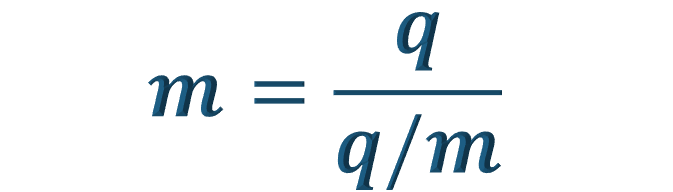 m = q
q/m